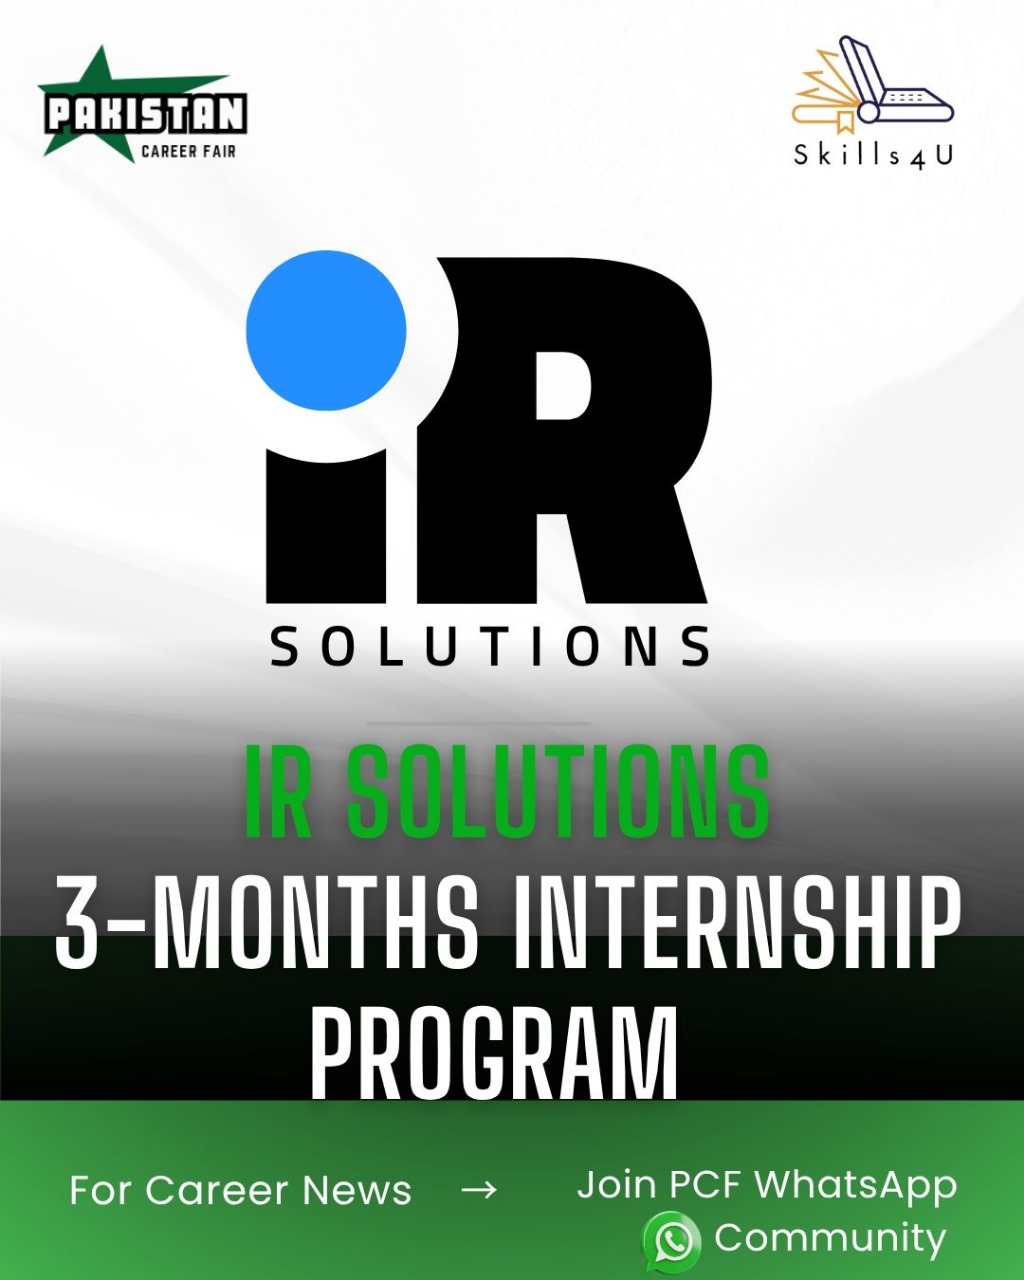 PAKISTAN
CAREER FAIR
Skills4U
iR
SOLUTIONS
IR SOLUTIONS
3-MONTHS INTERNSHIP
PROGRAM
For Career News →
Join PCF WhatsApp
Community